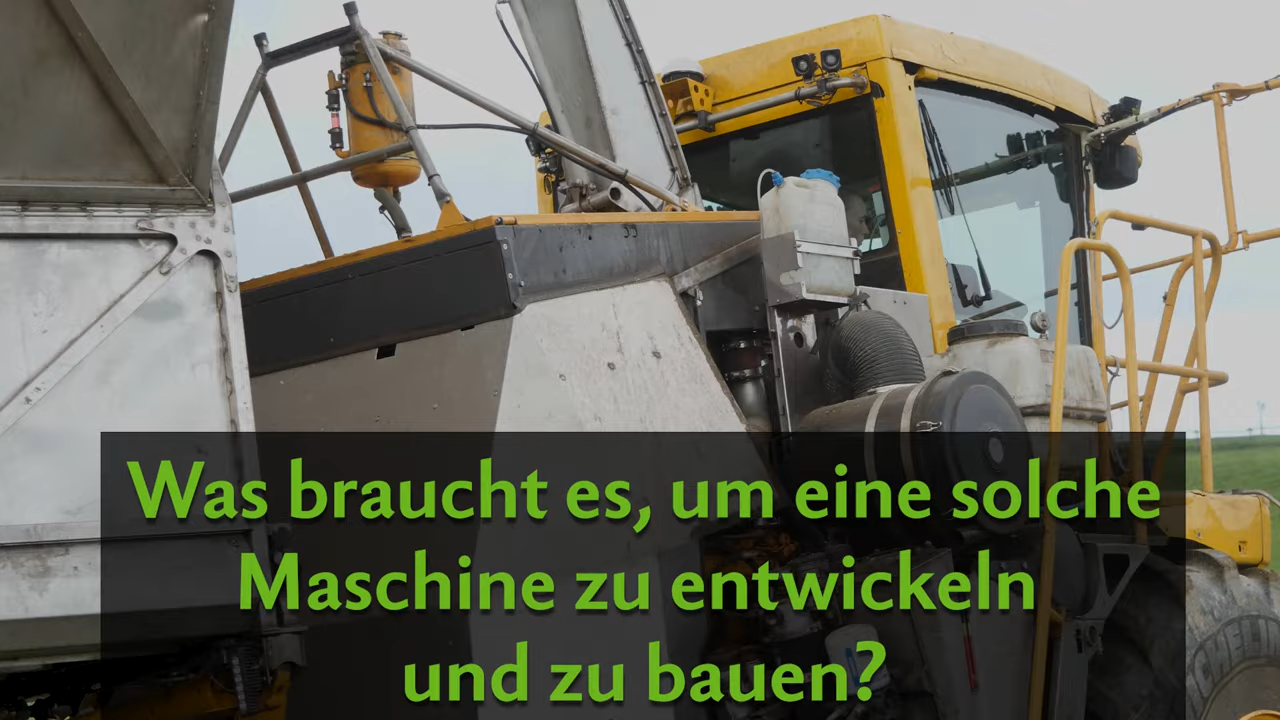 Was braucht es, um eine solche
Maschine zu entwickeln
und zu bauen?